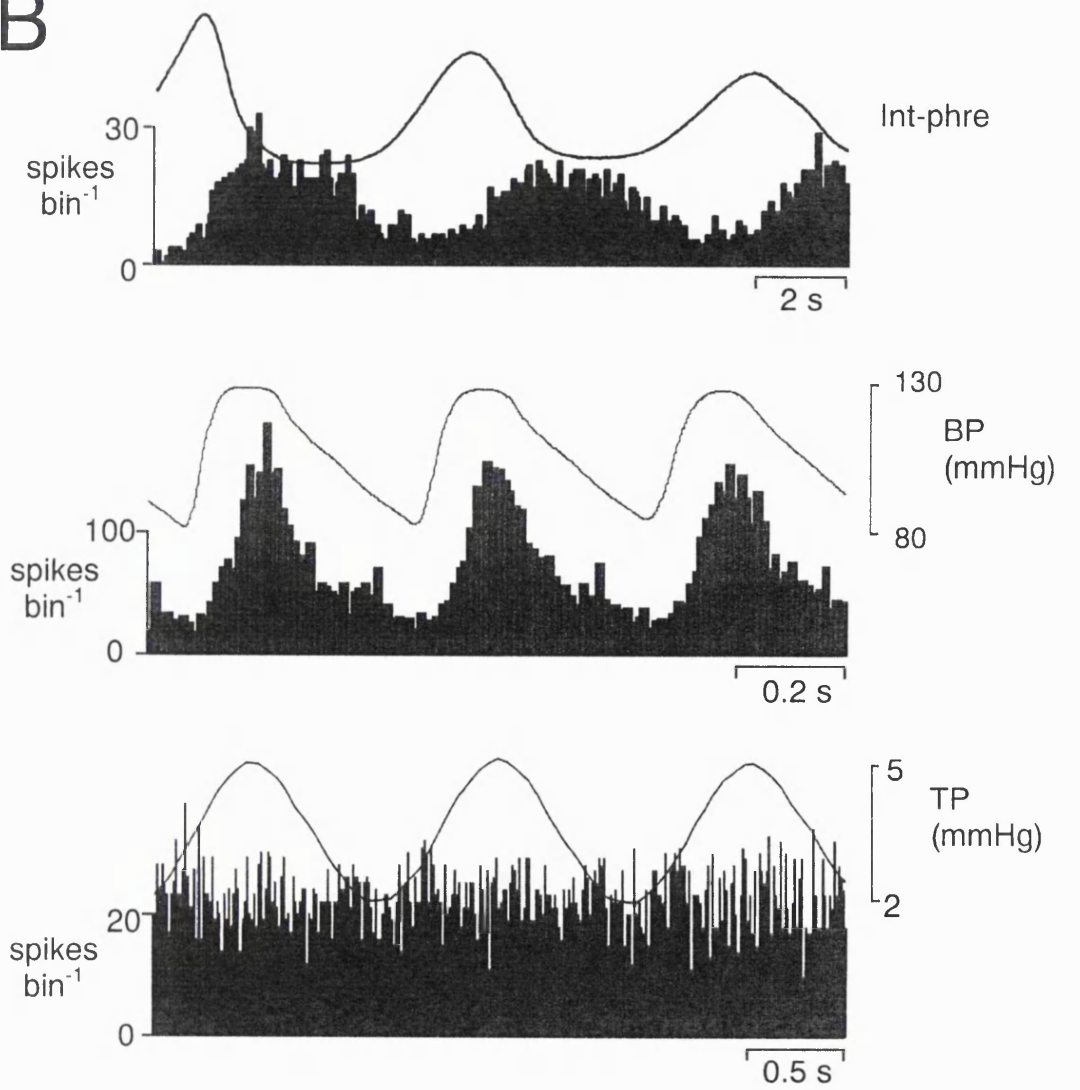 B
Int-phre
30
spikes
bin-1
0
2 s
130
BP
(mmHg)
80
100
spikes
bin-1
0
0.2 s
5
TP
(mmHg)
2
20
spikes
bin-1
0
0.5 s